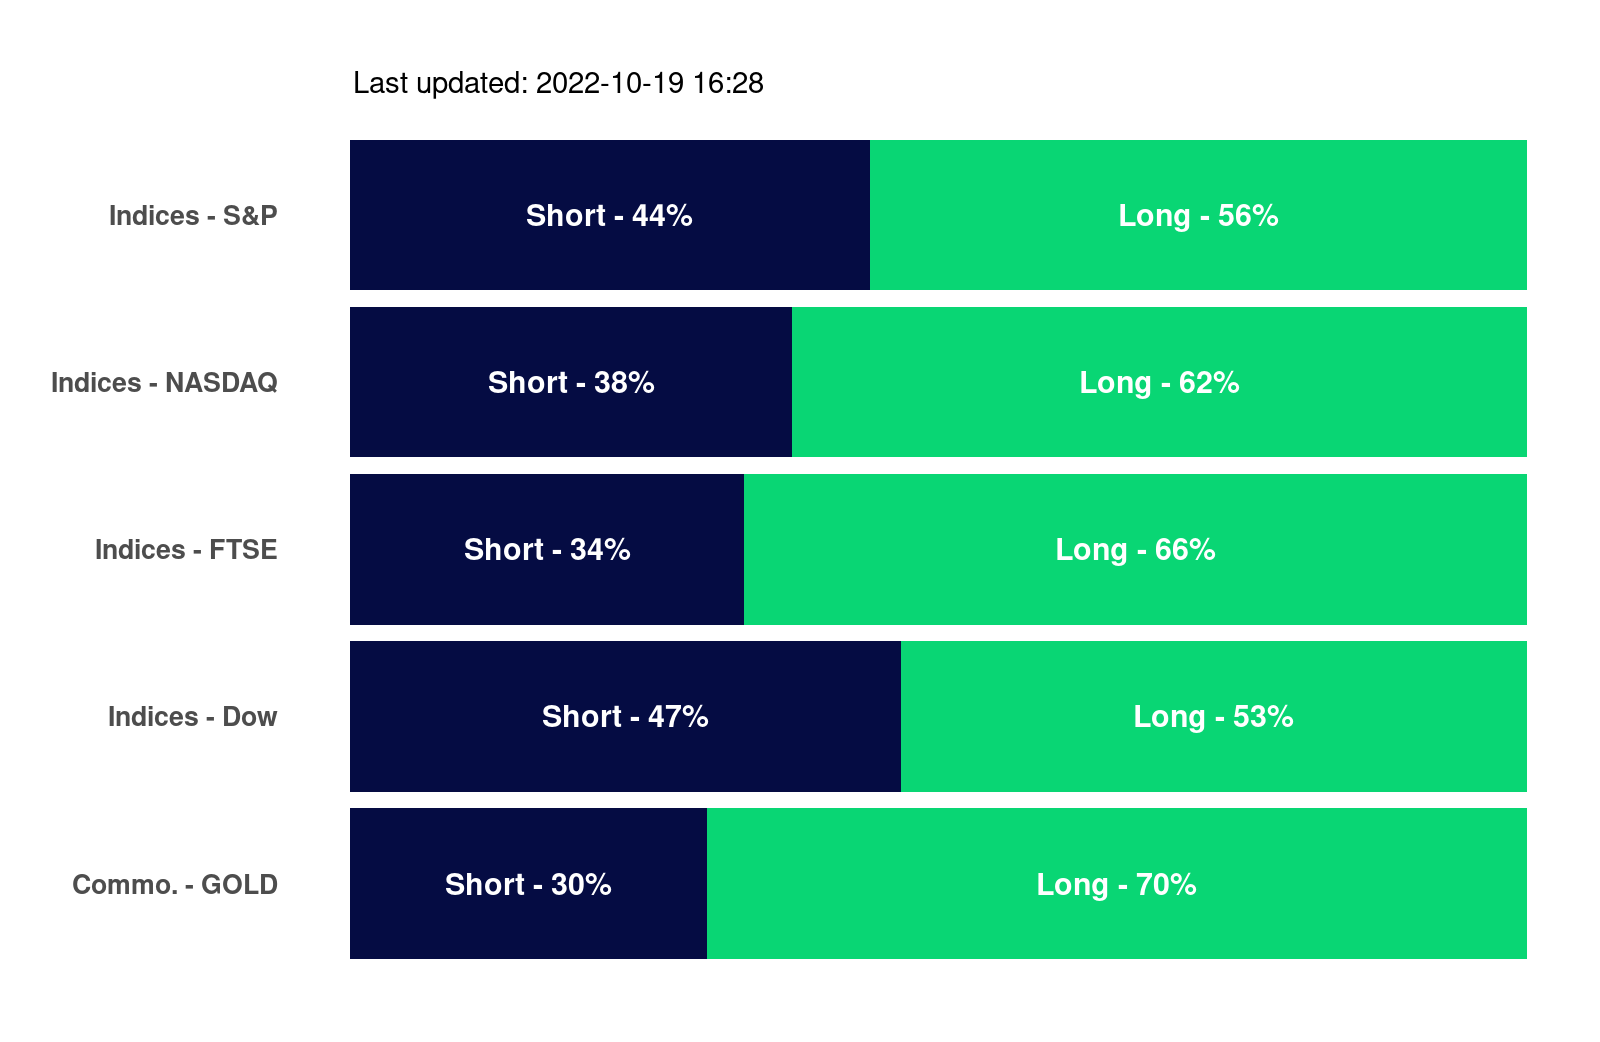 Last updated: 2022-10-19 16:28
Indices - S&P Short - 44% Long - 56%
Indices - NASDAQ Short - 38% Long - 62%
Indices - FTSE Short - 34% Long - 66%
Indices - Dow Short - 47% Long - 53%
Commo. - GOLD Short - 30% Long - 70%